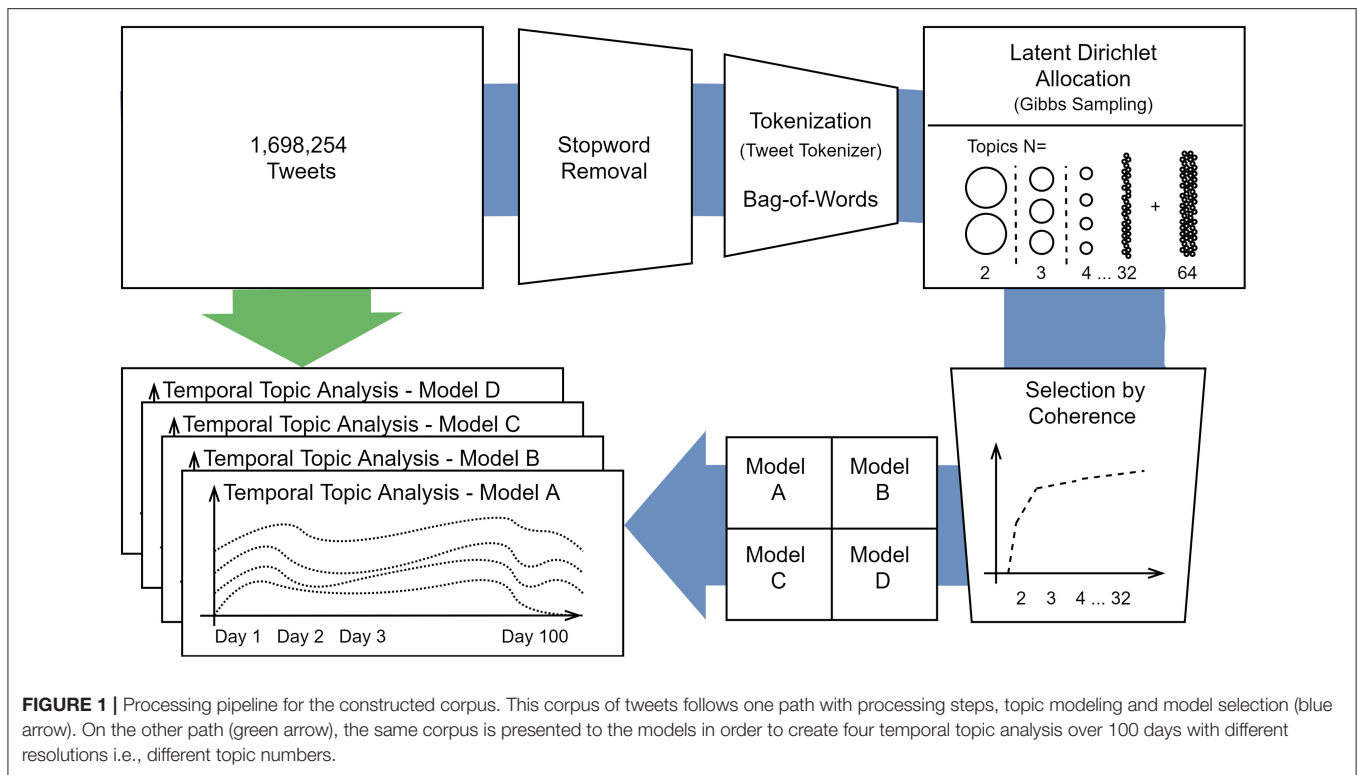 1,698,254
Tweets
Stopword
Removal
Tokenization
(Tweet Tokenizer)
Bag-of-Words
Latent Dirichlet
Allocation
(Gibbs Sampling)
Topics N=
+
2 3 4 ... 32 64
Selection by
Coherence
2 3 4 ... 32
Model
A
Model
B
Model
C
Model
D
Temporal Topic Analysis - Model D
Temporal Topic Analysis - Model C
Temporal Topic Analysis - Model B
Temporal Topic Analysis - Model A
Day 1 Day 2 Day 3 Day 100
FIGURE 1 | Processing pipeline for the constructed corpus. This corpus of tweets follows one path with processing steps, topic modeling and model selection (blue
arrow). On the other path (green arrow), the same corpus is presented to the models in order to create four temporal topic analysis over 100 days with different
resolutions i.e., different topic numbers.